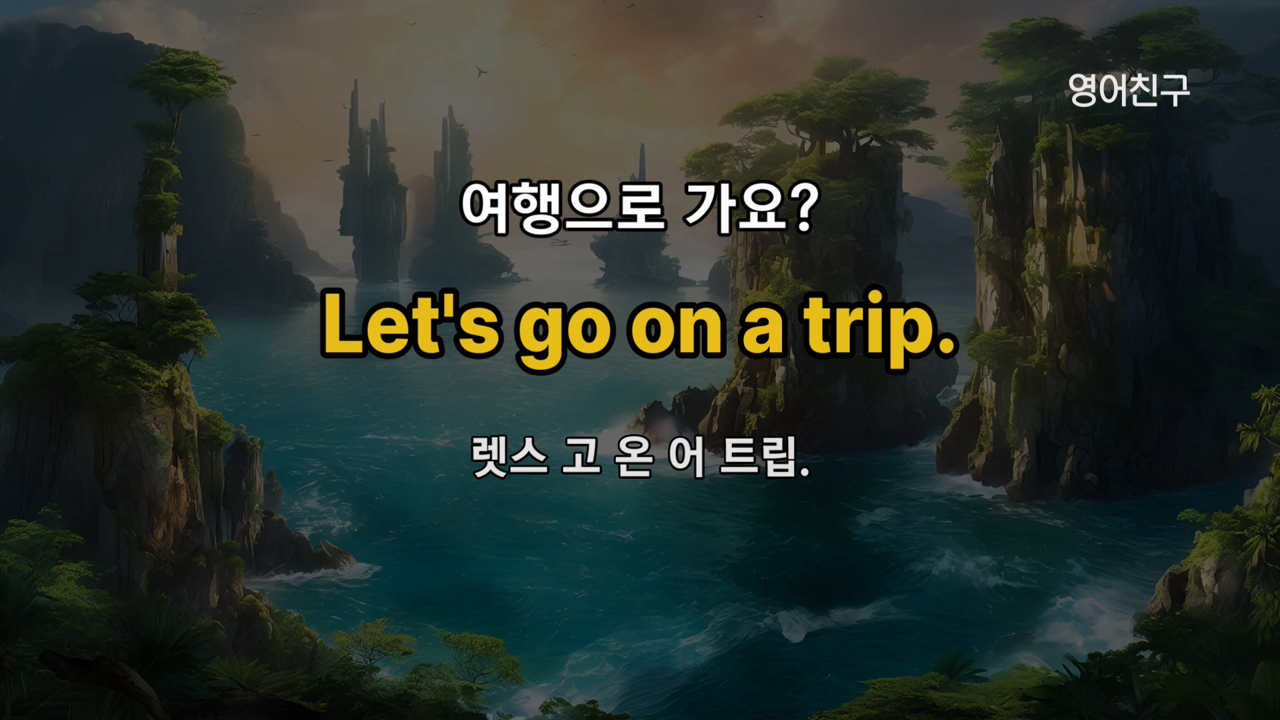 영어친구
여행으로 가요?
Let's go on a trip.
렛스 고 온 어 트립.